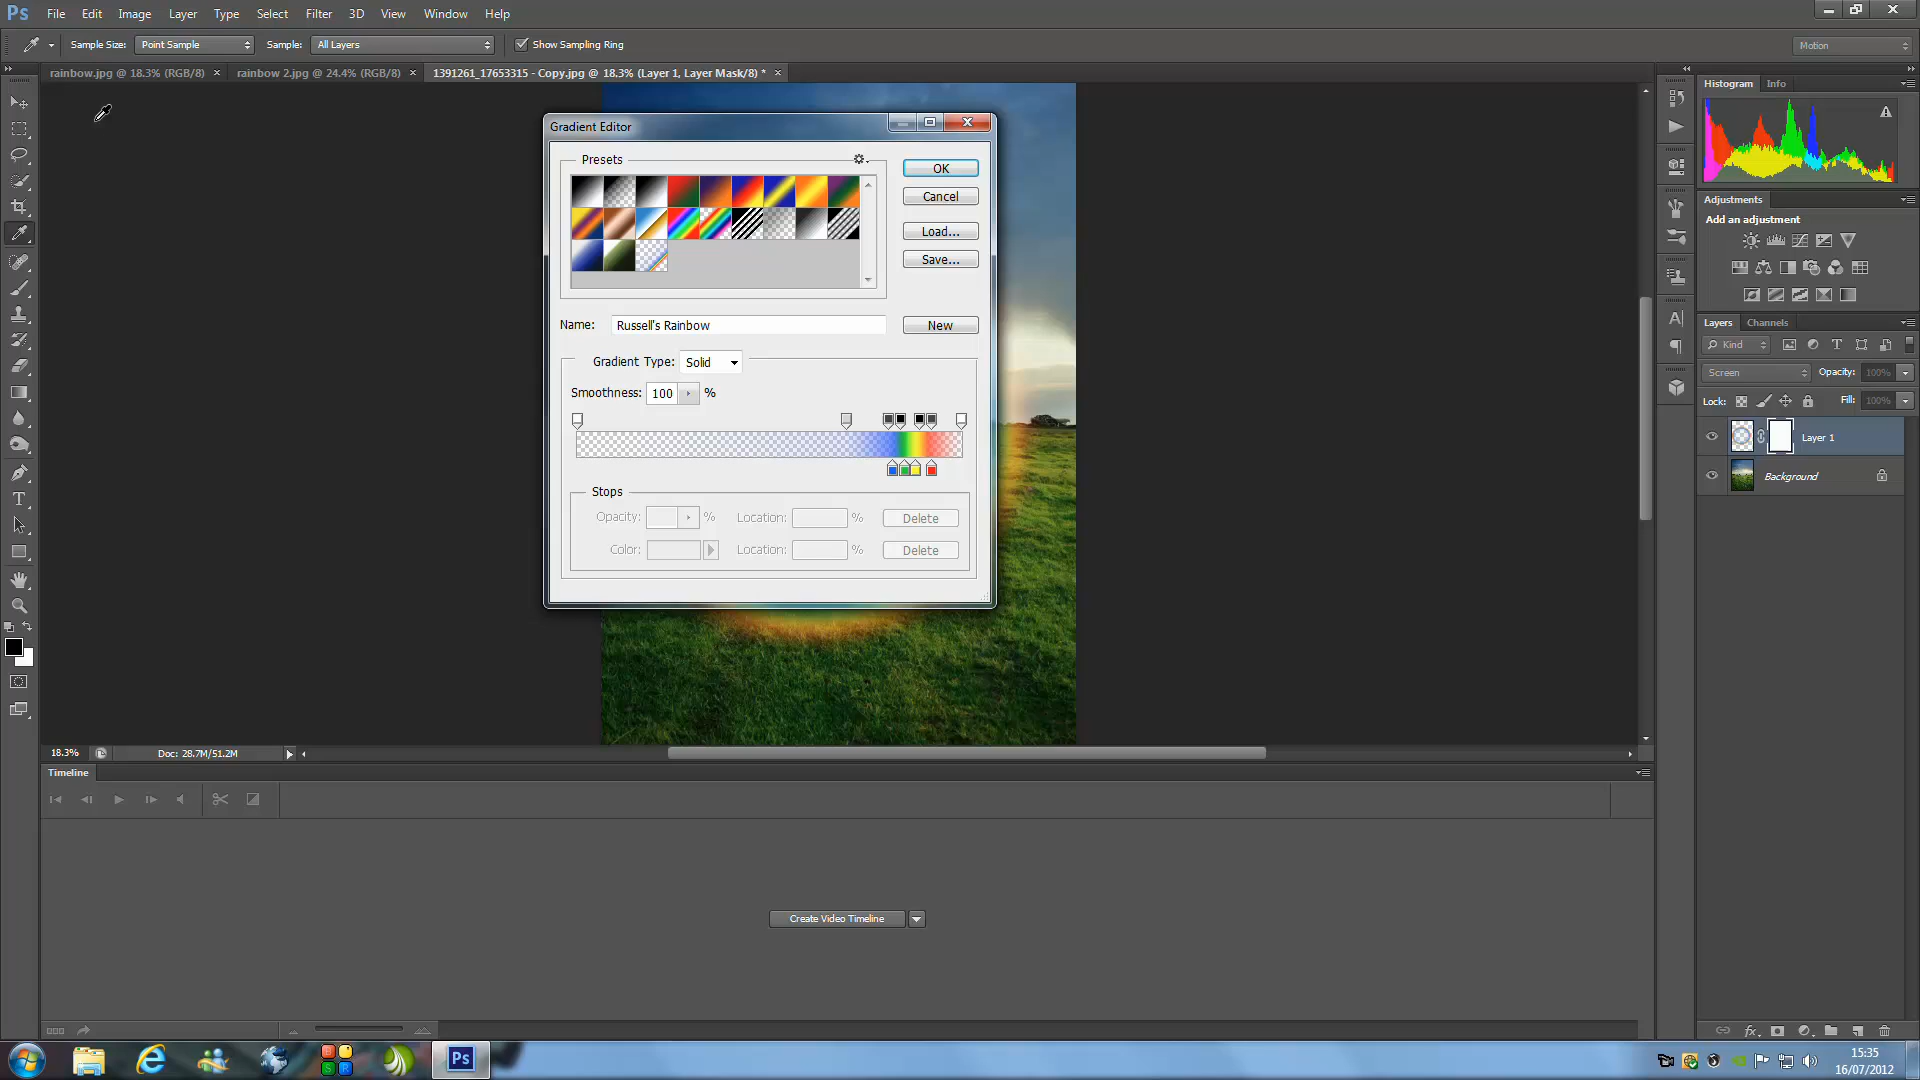 Ps File Edit Image Layer Type Select Filter 3D View Window Help
Sample Size: Point Sample Sample: All Layers Show Sampling Ring Motion
rainbow.jpg @ 18.3% (RGB/8) × rainbow 2.jpg @ 24.4% (RGB/8) × 1391261_17653315 - Copy.jpg @ 18.3% (Layer 1, Layer Mask/8) * ×
Histogram Info
Gradient Editor
Presets
OK
Cancel
Load...
Save...
Name: Russell's Rainbow New
Gradient Type: Solid
Smoothness: 100 %
Stops
Opacity: % Location: % Delete
Color: Location: % Delete
Adjustments
Add an adjustment
Layers Channels
Kind
Screen Opacity: 100%
Lock: Fill: 100%
Layer 1
Background
18.3% Doc: 28.7M/51.2M
Timeline
Create Video Timeline
Ps
15:35
16/07/2012